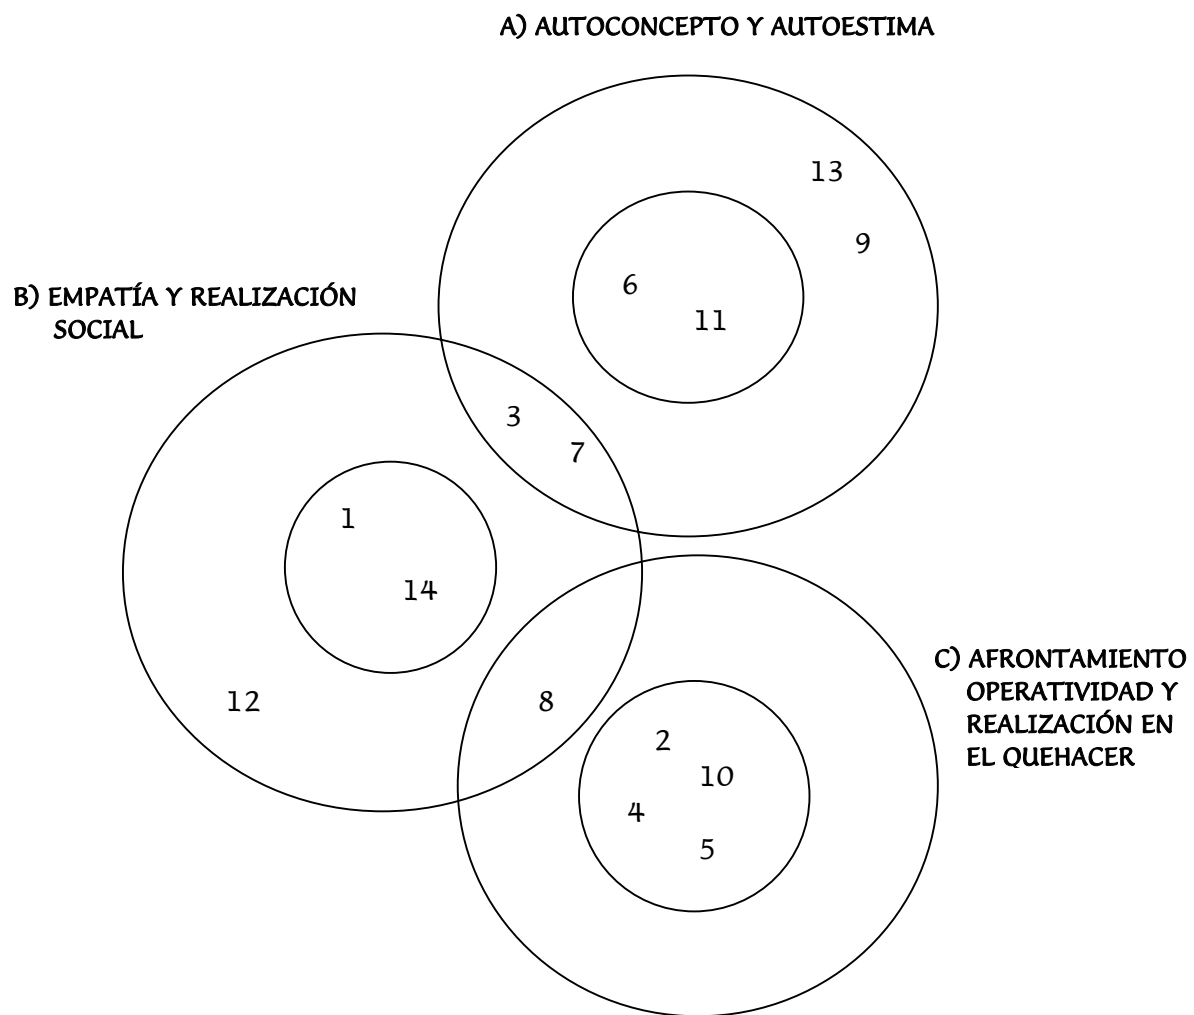 A) AUTOCONCEPTO Y AUTOESTIMA
13
9
6
11
B) EMPATÍA Y REALIZACIÓN
SOCIAL
3
7
1
14
12
8
C) AFRONTAMIENTO
OPERATIVIDAD Y
REALIZACIÓN EN
EL QUEHACER
2
10
4
5